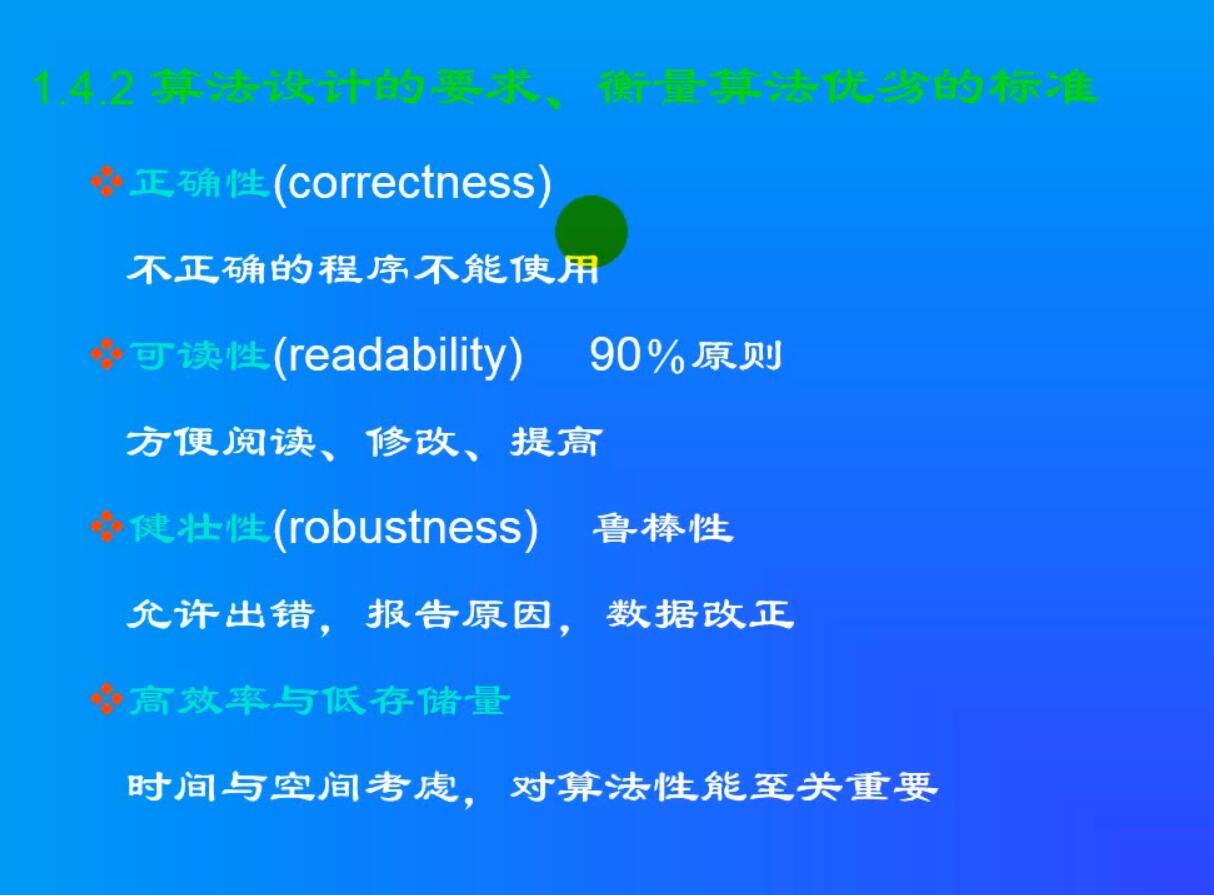 1.4.2 算法设计的要求、衡量算法优劣的标准
正确性(correctness)
不正确的程序不能使用
可读性(readability) 90%原则
方便阅读、修改、提高
健壮性(robustness) 鲁棒性
允许出错，报告原因，数据改正
高效率与低存储量
时间与空间考虑，对算法性能至关重要